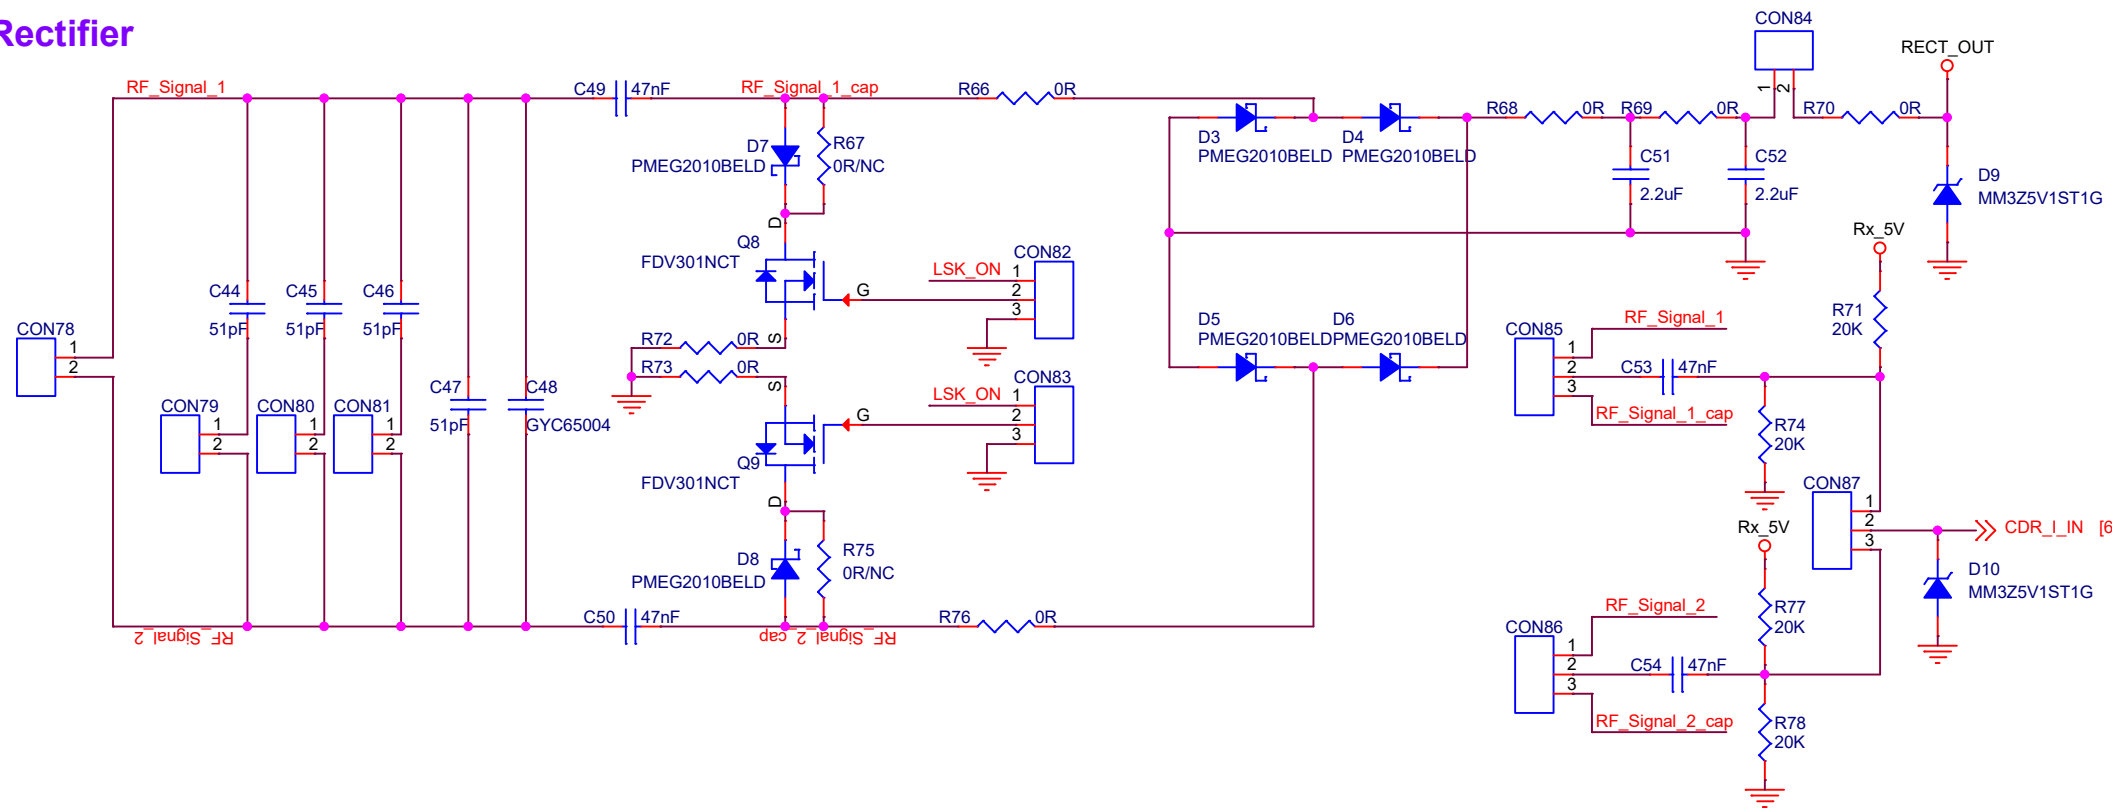 Rectifier
CON84
RECT_OUT
RF_Signal_1
C49
47nF
RF_Signal_1_cap
R66
0R
1
2
R68
0R
R69
0R
R70
0R
D7
PMEG2010BELD
R67
0R/NC
D3
PMEG2010BELD
D4
PMEG2010BELD
C51
2.2uF
C52
2.2uF
D9
MM3Z5V1ST1G
D
Q8
FDV301NCT
G
S
LSK_ON
CON82
1
2
3
Rx_5V
R71
20K
C44
51pF
C45
51pF
C46
51pF
CON78
1
2
R72
0R
R73
0R
D5
PMEG2010BELD
D6
PMEG2010BELD
CON85
1
2
3
RF_Signal_1
C53
47nF
RF_Signal_1_cap
R74
20K
CON79
1
2
CON80
1
2
CON81
1
2
C47
51pF
C48
GYC65004
S
G
Q9
FDV301NCT
D
LSK_ON
CON83
1
2
3
CON87
1
2
3
CDR_I_IN [6
D10
MM3Z5V1ST1G
D8
PMEG2010BELD
R75
0R/NC
Rx_5V
R77
20K
RF_Signal_2
C50
47nF
RF_Signal_2_cap
R76
0R
CON86
1
2
3
RF_Signal_2
C54
47nF
RF_Signal_2_cap
R78
20K